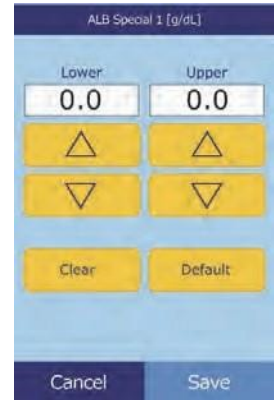 ALB Special 1 [g/dL]
Lower Upper
0.0 0.0
Clear Default
Cancel Save